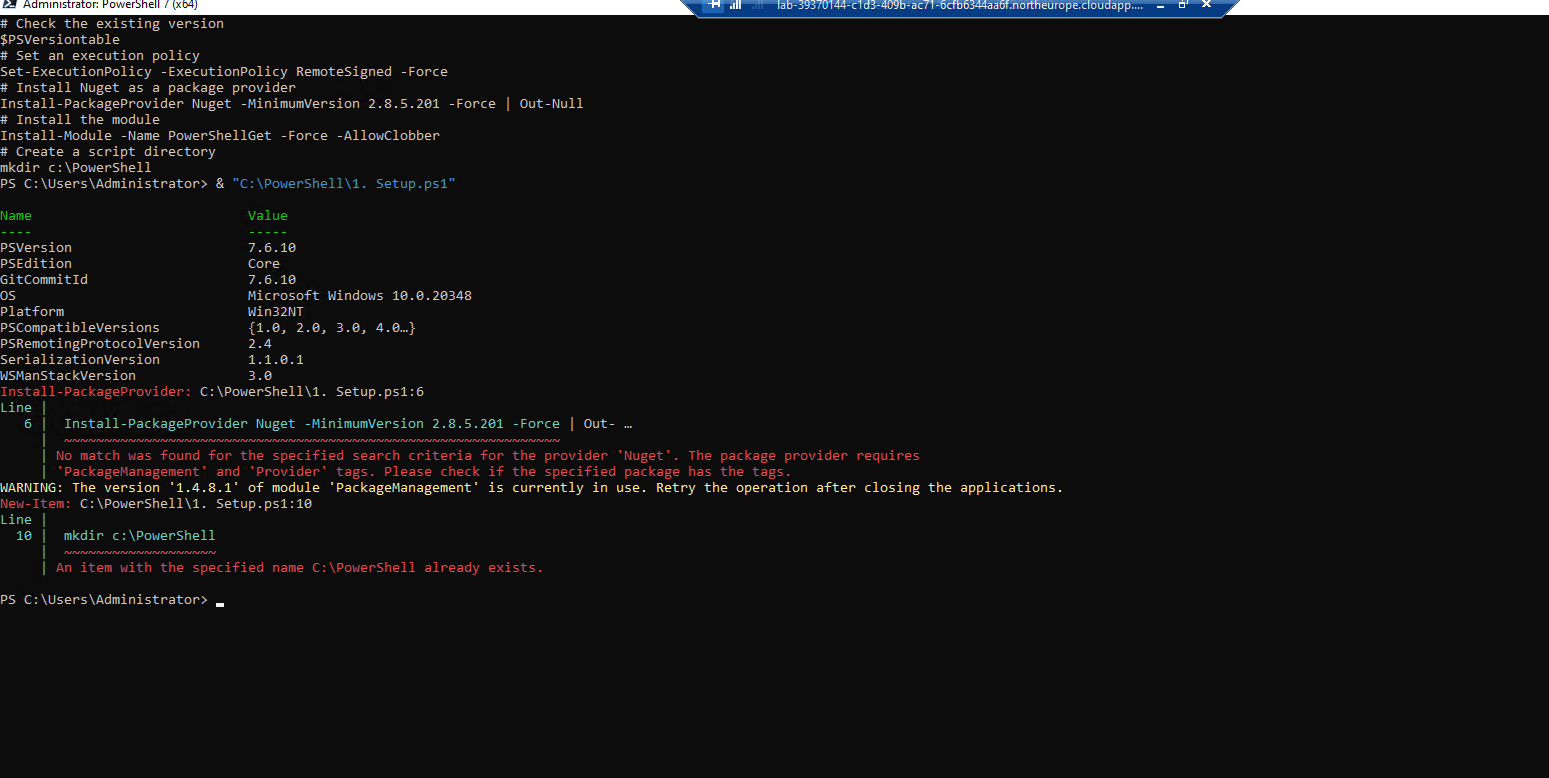 Administrator: PowerShell 7 (x64)
lab-39370144-c1d3-409b-ac71-6cfb6344aa6f.northeurope.cloudapp....
# Check the existing version
$PSVersiontable
# Set an execution policy
Set-ExecutionPolicy -ExecutionPolicy RemoteSigned -Force
# Install Nuget as a package provider
Install-PackageProvider Nuget -MinimumVersion 2.8.5.201 -Force | Out-Null
# Install the module
Install-Module -Name PowerShellGet -Force -AllowClobber
# Create a script directory
mkdir c:\PowerShell
PS C:\Users\Administrator> & "C:\PowerShell\1. Setup.ps1"
Name                           Value
----                           -----
PSVersion                      7.6.10
PSEdition                      Core
GitCommitId                    7.6.10
OS                             Microsoft Windows 10.0.20348
Platform                       Win32NT
PSCompatibleVersions           {1.0, 2.0, 3.0, 4.0…}
PSRemotingProtocolVersion      2.4
SerializationVersion           1.1.0.1
WSManStackVersion              3.0
Install-PackageProvider: C:\PowerShell\1. Setup.ps1:6
Line |
   6 |  Install-PackageProvider Nuget -MinimumVersion 2.8.5.201 -Force | Out- …
     |  ~~~~~~~~~~~~~~~~~~~~~~~~~~~~~~~~~~~~~~~~~~~~~~~~~~~~~~~~~~~~~~
     | No match was found for the specified search criteria for the provider 'Nuget'. The package provider requires
     | 'PackageManagement' and 'Provider' tags. Please check if the specified package has the tags.
WARNING: The version '1.4.8.1' of module 'PackageManagement' is currently in use. Retry the operation after closing the applications.
New-Item: C:\PowerShell\1. Setup.ps1:10
Line |
  10 |  mkdir c:\PowerShell
     |  ~~~~~~~~~~~~~~~~~~~
     | An item with the specified name C:\PowerShell already exists.
PS C:\Users\Administrator>